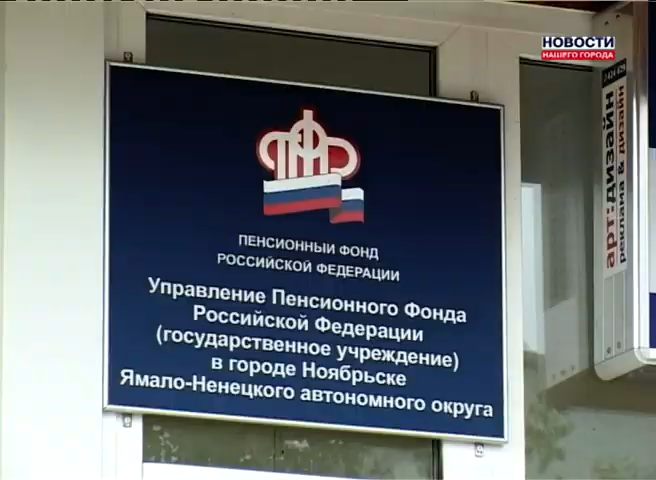 НОВОСТИ
НАШЕГО ГОРОДА
ПФР
ПЕНСИОННЫЙ ФОНД
РОССИЙСКОЙ ФЕДЕРАЦИИ
Управление Пенсионного Фонда
Российской Федерации
(государственное учреждение)
в городе Ноябрьске
Ямало-Ненецкого автономного округа
арт:дизайн
реклама & дизайн